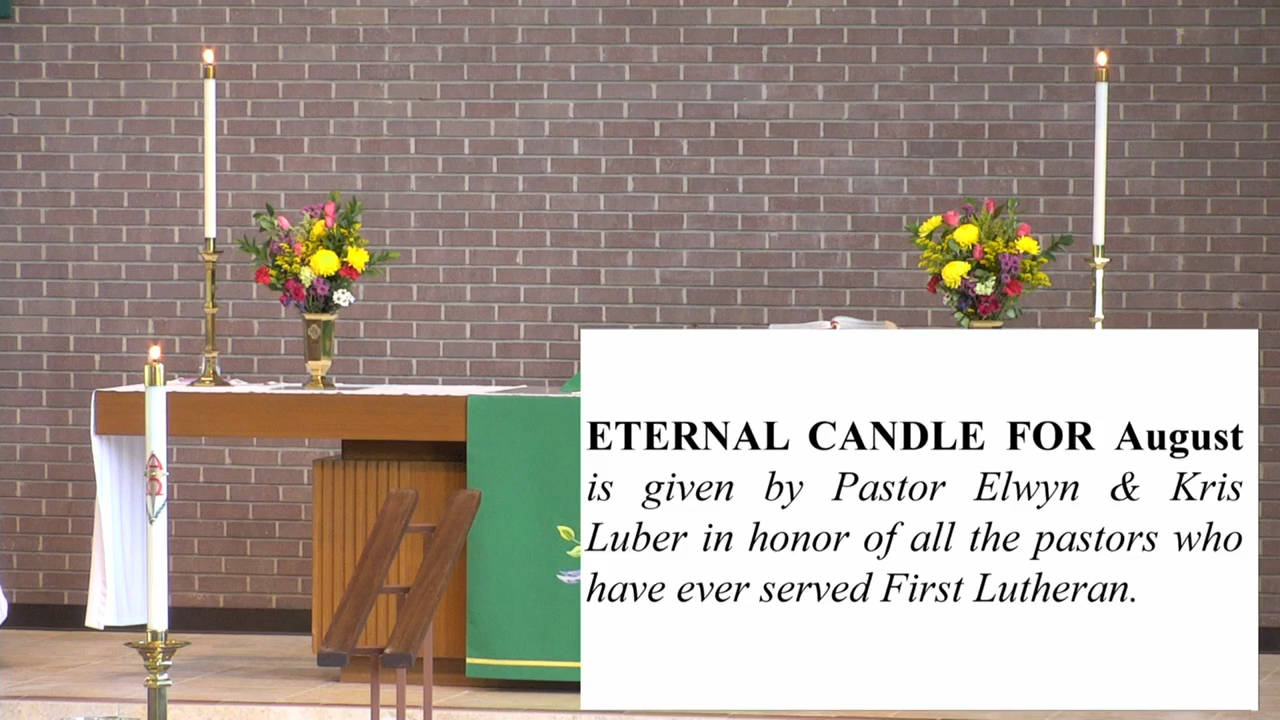 ETERNAL CANDLE FOR August
is given by Pastor Elwyn & Kris
Luber in honor of all the pastors who
have ever served First Lutheran.